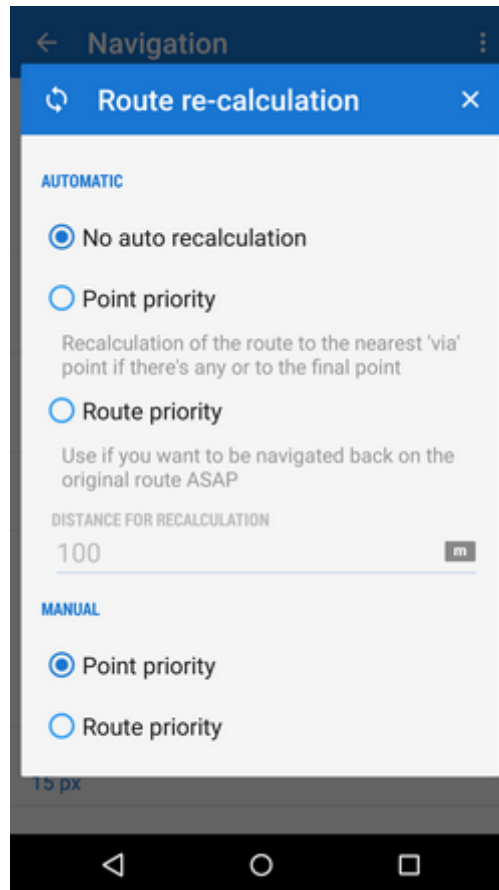 Navigation
Route re-calculation
AUTOMATIC
No auto recalculation
Point priority
Recalculation of the route to the nearest 'via'
point if there's any or to the final point
Route priority
Use if you want to be navigated back on the
original route ASAP
DISTANCE FOR RECALCULATION
100 m
MANUAL
Point priority
Route priority
15 px